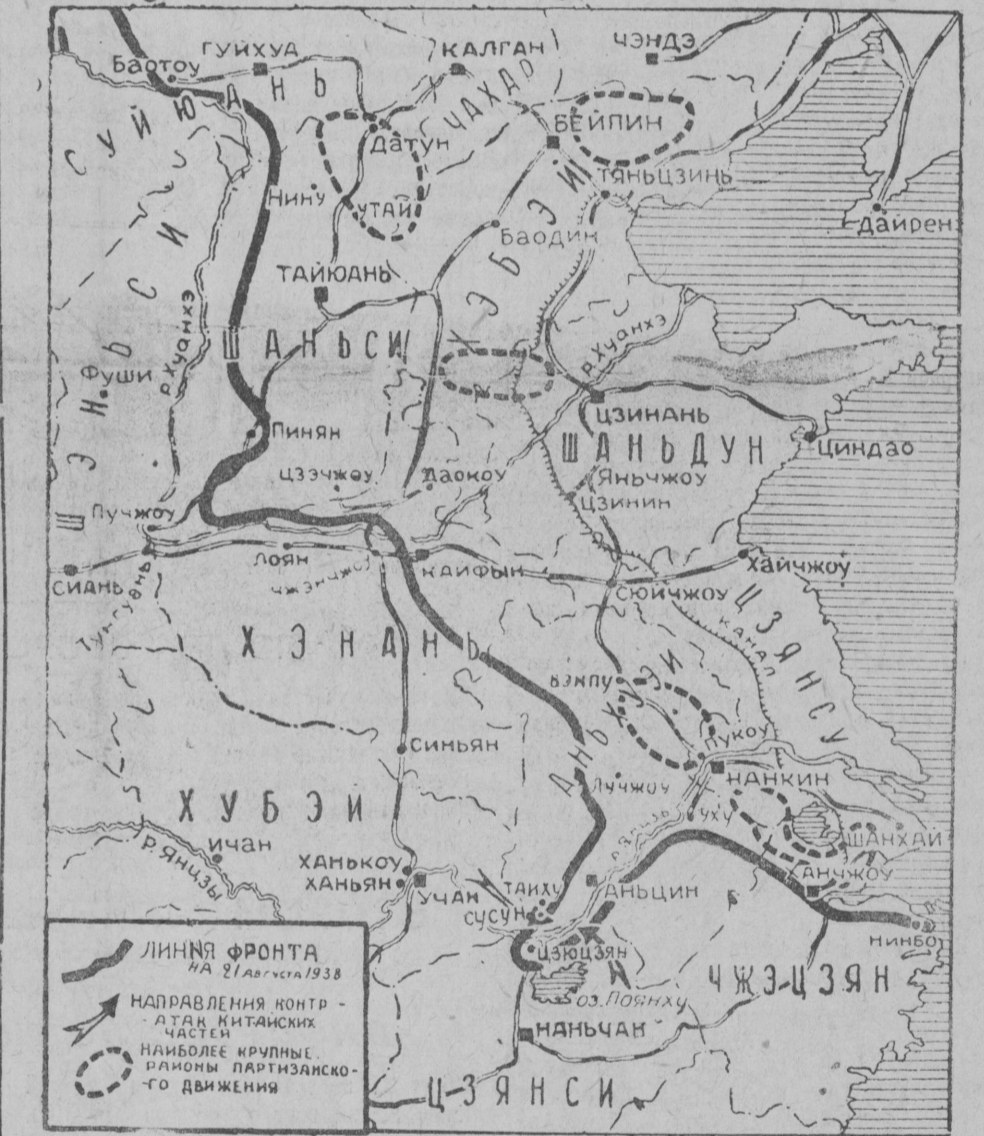 ГУЙХУА
КАЛГАН
ЧЭНДЭ
Баотоу
СУЙЮАНЬ
ЧАХАР
БЕЙПИН
Датун
ТЯНЬЦЗИНЬ
Нину
УТАЙ
Баодин
Дайрен
ТАЙЮАНЬ
ХЭБЭЙ
ШЭНЬСИ
р.Хуанхэ
ШАНЬСИ
р.Хуанхэ
Фуши
ЦЗИНАНЬ
Пинян
ШАНЬДУН
Циндао
ЦЗЭЧЖОУ
Даокоу
Яньчжоу
ЦЗИНИН
Пучжоу
СИАНЬ
Лоян
ЧЖЭНЧЖОУ
КАЙФЫН
Хайчжоу
СЮЙЧЖОУ
ЦЗЯНСУ
КАНАЛ
ХЭНАНЬ
ВЭНПУ
АНЬХУЭЙ
СИНЬЯН
ПУКОУ
НАНКИН
Лучжоу
ХУБЭЙ
УХУ
ШАНХАЙ
ИЧАН
р.Янцзы
ХАНЬКОУ
ХАНЬЯН
УЧАН
ТАЙХУ
СУСУН
АНЬЦИН
ХАНЧЖОУ
НИНБО
ЦЗЮЦЗЯН
ЧЖЭЦЗЯН
оз.Поянху
НАНЬЧАН
ЦЗЯНСИ
ЛИНИЯ ФРОНТА
НА 21 Августа 1938
НАПРАВЛЕНИЯ КОНТР-
АТАК КИТАЙСКИХ
ЧАСТЕЙ
НАИБОЛЕЕ КРУПНЫЕ
РАЙОНЫ ПАРТИЗАНСКО-
ГО ДВИЖЕНИЯ